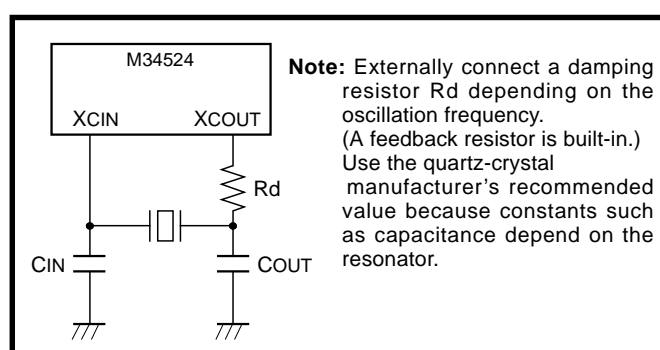 M34524
XCIN
XCOUT
Rd
CIN
COUT
Note: Externally connect a damping
resistor Rd depending on the
oscillation frequency.
(A feedback resistor is built-in.)
Use the quartz-crystal
manufacturer's recommended
value because constants such
as capacitance depend on the
resonator.